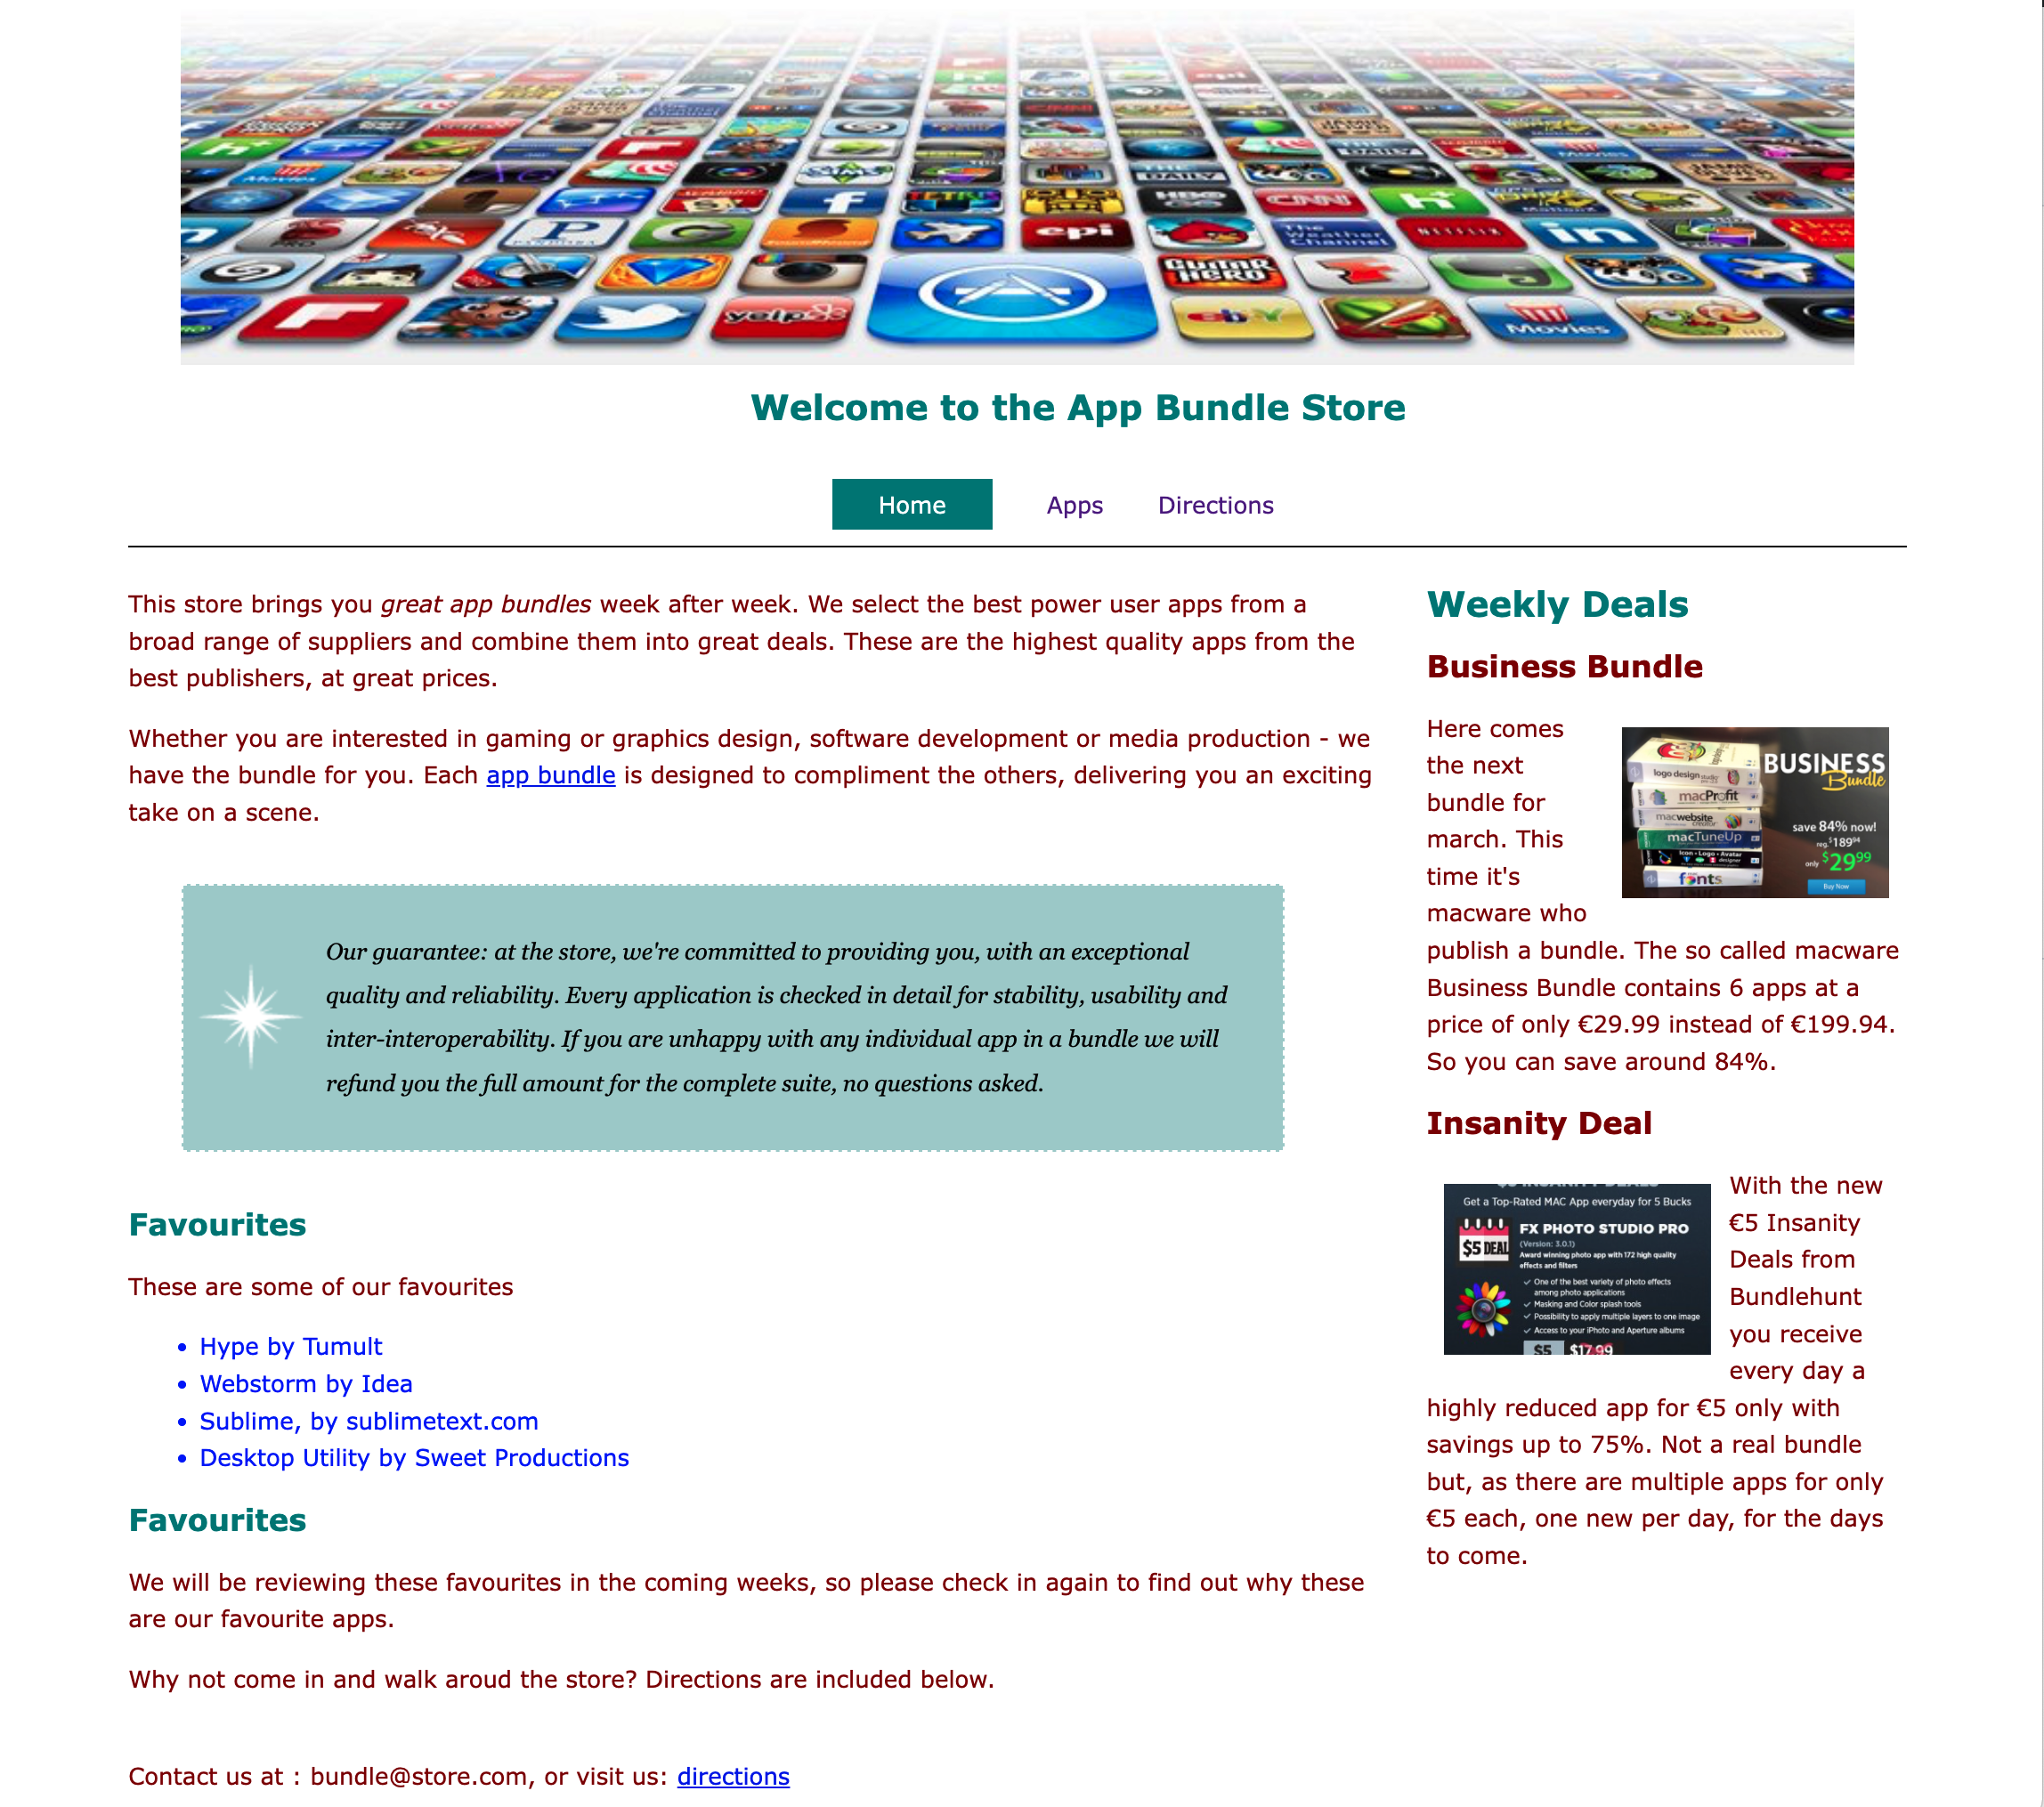 facebook
epi
CNN
The Weather Channel
NETFLIX
in
GUITAR HERO
yelp
ebY
Movies
Welcome to the App Bundle Store
Home Apps Directions
This store brings you great app bundles week after week. We select the best power user apps from a
broad range of suppliers and combine them into great deals. These are the highest quality apps from the
best publishers, at great prices.
Whether you are interested in gaming or graphics design, software development or media production - we
have the bundle for you. Each app bundle is designed to compliment the others, delivering you an exciting
take on a scene.
Our guarantee: at the store, we're committed to providing you, with an exceptional
quality and reliability. Every application is checked in detail for stability, usability and
inter-interoperability. If you are unhappy with any individual app in a bundle we will
refund you the full amount for the complete suite, no questions asked.
Favourites
These are some of our favourites
• Hype by Tumult
• Webstorm by Idea
• Sublime, by sublimetext.com
• Desktop Utility by Sweet Productions
Favourites
We will be reviewing these favourites in the coming weeks, so please check in again to find out why these
are our favourite apps.
Why not come in and walk aroud the store? Directions are included below.
Contact us at : bundle@store.com, or visit us: directions
Weekly Deals
Business Bundle
Here comes
the next
bundle for
march. This
time it's
macware who
publish a bundle. The so called macware
Business Bundle contains 6 apps at a
price of only €29.99 instead of €199.94.
So you can save around 84%.
logo design studio
macProfit
macwebsite creator
macTuneUp
Icon • Logo • Avatar designer
fonts
BUSINESS
Bundle
save 84% now!
reg. $189.94
only $29.99
Buy Now
Insanity Deal
Get a Top-Rated MAC App everyday for 5 Bucks
$5 DEAL
FX PHOTO STUDIO PRO
(Version: 3.0.1)
Award winning photo app with 172 high quality
effects and filters
✓ One of the best variety of photo effects
among photo applications
✓ Masking and Color splash tools
✓ Possibility to apply multiple layers to one image
✓ Access to your iPhoto and Aperture albums
$5 $17.99
With the new
€5 Insanity
Deals from
Bundlehunt
you receive
every day a
highly reduced app for €5 only with
savings up to 75%. Not a real bundle
but, as there are multiple apps for only
€5 each, one new per day, for the days
to come.